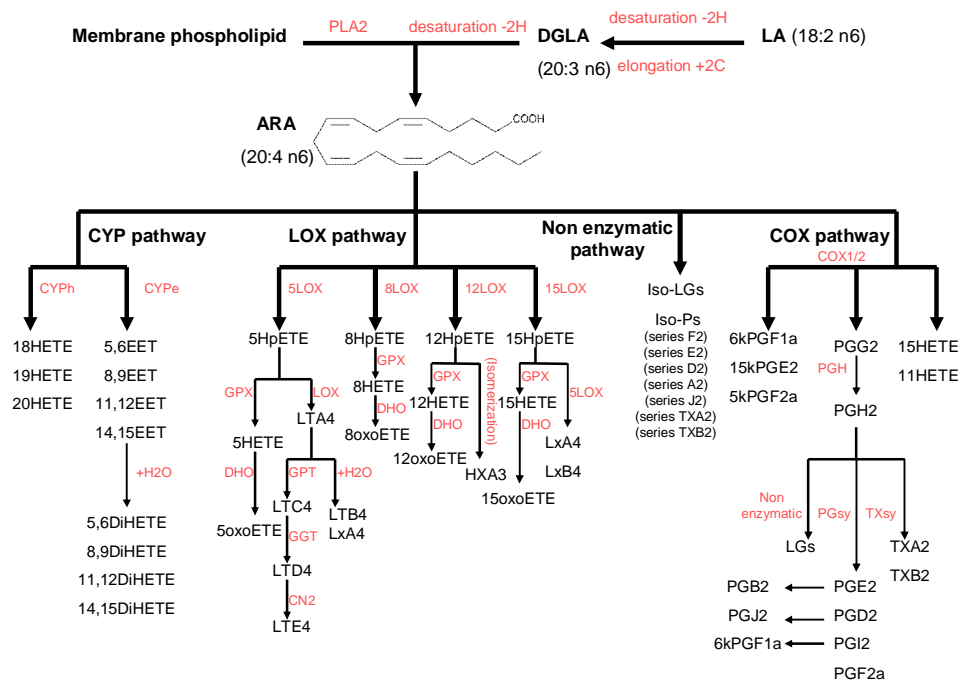 Membrane phospholipid
PLA2
desaturation -2H
DGLA
(20:3 n6)
desaturation -2H
elongation +2C
LA (18:2 n6)
ARA
(20:4 n6)
COOH
CYP pathway
LOX pathway
Non enzymatic
pathway
COX pathway
COX1/2
CYPh
CYPe
5LOX
8LOX
12LOX
15LOX
18HETE
19HETE
20HETE
5,6EET
8,9EET
11,12EET
14,15EET
+H2O
5,6DiHETE
8,9DiHETE
11,12DiHETE
14,15DiHETE
5HpETE
GPX
LOX
5HETE
LTA4
DHO
GPT
+H2O
5oxoETE
LTC4
LTB4
LxA4
GGT
LTD4
CN2
LTE4
8HpETE
GPX
8HETE
DHO
8oxoETE
12HpETE
GPX
(Isomerization)
12HETE
DHO
12oxoETE
HXA3
15HpETE
GPX
5LOX
15HETE
DHO
LxA4
LxB4
15oxoETE
Iso-LGs
Iso-Ps
(series F2)
(series E2)
(series D2)
(series A2)
(series J2)
(series TXA2)
(series TXB2)
6kPGF1a
15kPGE2
5kPGF2a
PGG2
PGH
PGH2
15HETE
11HETE
Non
enzymatic
PGsy
TXsy
LGs
TXA2
TXB2
PGB2
PGE2
PGJ2
PGD2
6kPGF1a
PGI2
PGF2a